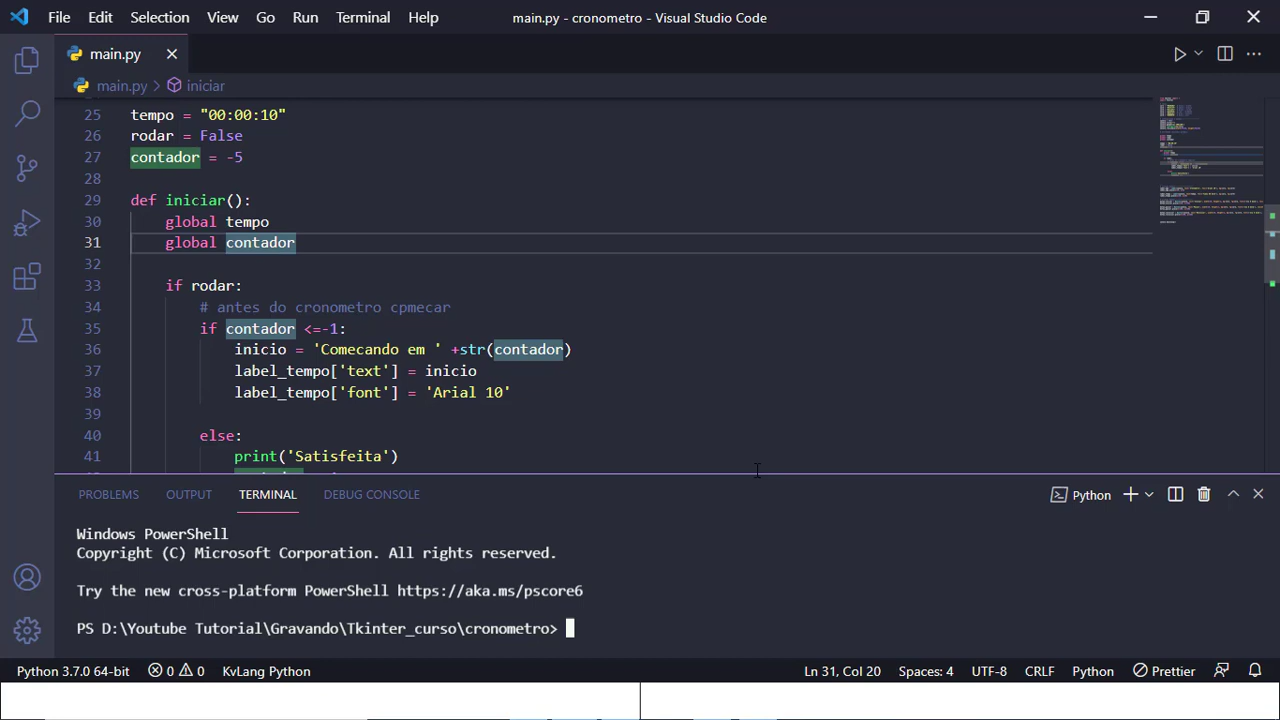 File Edit Selection View Go Run Terminal Help main.py - cronometro - Visual Studio Code
main.py
main.py > iniciar
25 tempo = "00:00:10"
26 rodar = False
27 contador = -5
28
29 def iniciar():
30 global tempo
31 global contador
32
33 if rodar:
34 # antes do cronometro cpmecar
35 if contador <=-1:
36 inicio = 'Comecando em ' +str(contador)
37 label_tempo['text'] = inicio
38 label_tempo['font'] = 'Arial 10'
39
40 else:
41 print('Satisfeita')
PROBLEMS OUTPUT TERMINAL DEBUG CONSOLE Python
Windows PowerShell
Copyright (C) Microsoft Corporation. All rights reserved.
Try the new cross-platform PowerShell https://aka.ms/pscore6
PS D:\Youtube Tutorial\Gravando\Tkinter_curso\cronometro>
Python 3.7.0 64-bit 0 0 KvLang Python Ln 31, Col 20 Spaces: 4 UTF-8 CRLF Python Prettier